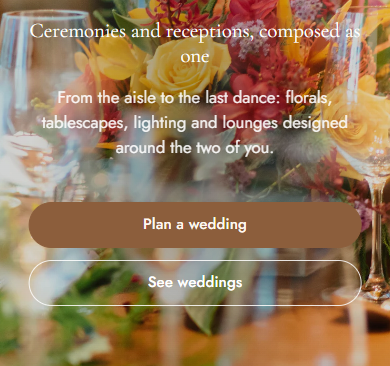 Ceremonies and receptions, composed as
one
From the aisle to the last dance: florals,
tablescapes, lighting and lounges designed
around the two of you.
Plan a wedding
See weddings